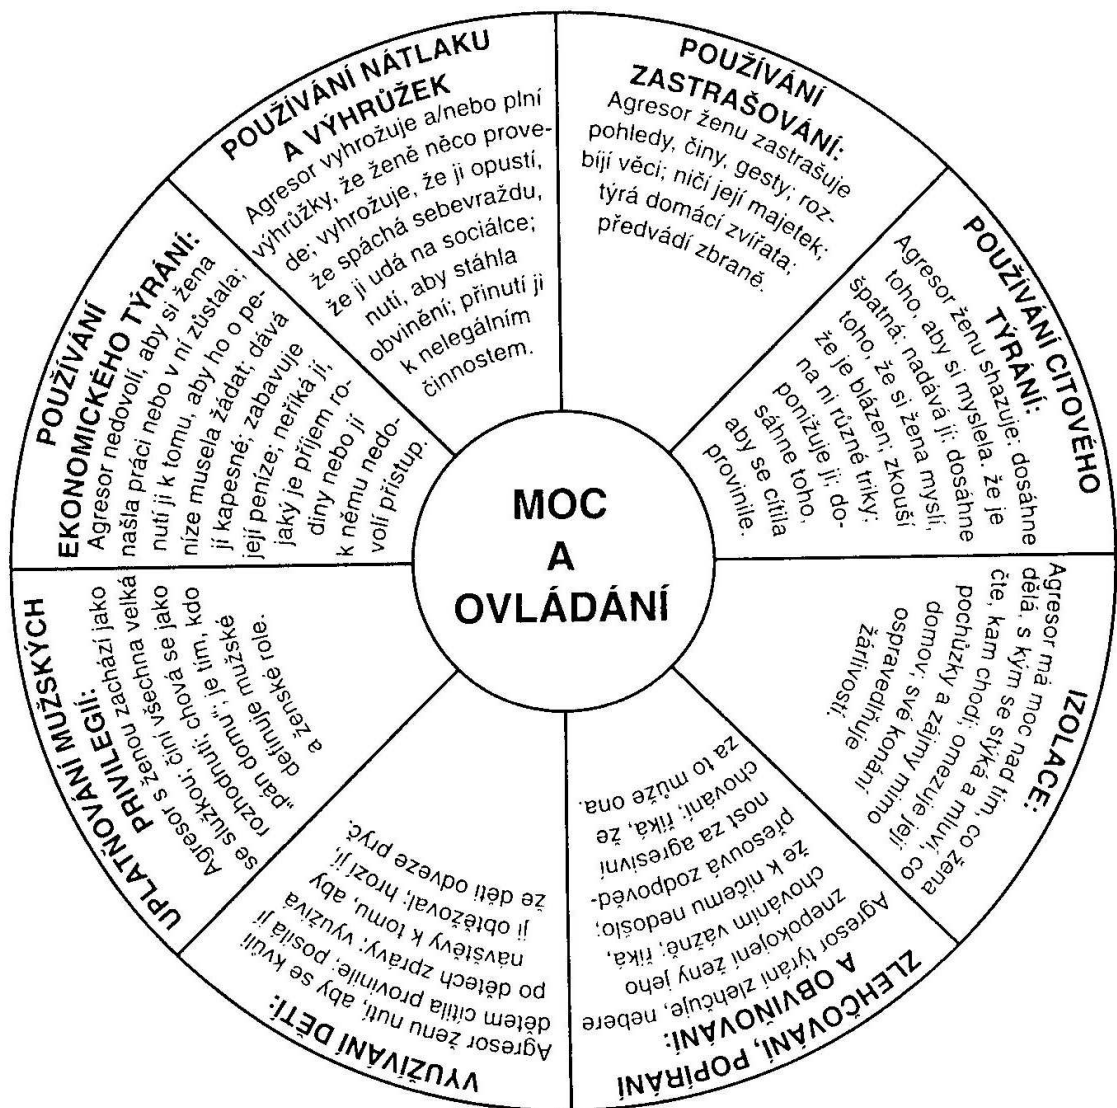 MOC
A
OVLÁDÁNÍ
POUŽÍVÁNÍ NÁTLAKU
A VÝHRŮŽEK
Agresor vyhrožuje a/nebo plní
výhrůžky, že ženě něco prove-
de; vyhrožuje, že ji opustí,
že spáchá sebevraždu,
že ji udá na sociálce;
nutí, aby stáhla
obvinění; přinutí ji
k nelegálním
činnostem.
POUŽÍVÁNÍ
ZASTRAŠOVÁNÍ:
Agresor ženu zastrašuje
pohledy, činy, gesty; roz-
bíjí věci; ničí její majetek;
týrá domácí zvířata;
předvádí zbraně.
POUŽÍVÁNÍ CITOVÉHO
TÝRÁNÍ:
Agresor ženu shazuje; dosáhne
toho, aby si myslela, že je
špatná; nadává jí; dosáhne
toho, že si žena myslí,
že je blázen; zkouší
na ni různé triky;
ponižuje ji; do-
sáhne toho,
aby se cítila
provinile.
IZOLACE:
Agresor má moc nad tím, co žena
dělá, s kým se stýká a mluví, co
čte, kam chodí; omezuje její
pochůzky a zájmy mimo
domov; své konání
ospravedlňuje
žárlivostí.
ZLEHČOVÁNÍ, POPÍRÁNÍ
A OBVIŇOVÁNÍ:
Agresor týrání zlehčuje, nebere
znepokojení ženy jeho
chováním vážně; říká,
že k ničemu nedošlo;
přesouvá zodpověd-
nost za agresivní
chování; říká, že
za to může ona.
VYUŽÍVÁNÍ DĚTÍ:
Agresor ženu nutí, aby se kvůli
dětem cítila provinile; posílá jí
po dětech zprávy; využívá
návštěvy k tomu, aby
ji obtěžoval; hrozí jí,
že děti odveze pryč.
UPLATŇOVÁNÍ MUŽSKÝCH
PRIVILEGIÍ:
Agresor s ženou zachází jako
se služkou; činí všechna velká
rozhodnutí; chová se jako
„pán domu“; je tím, kdo
definuje mužské
a ženské role.
POUŽÍVÁNÍ
EKONOMICKÉHO TÝRÁNÍ:
Agresor nedovolí, aby si žena
našla práci nebo v ní zůstala;
nutí ji k tomu, aby ho o pe-
níze musela žádat; dává
jí kapesné; zabavuje
její peníze; neříká jí,
jaký je příjem ro-
diny nebo jí
k němu nedo-
volí přístup.